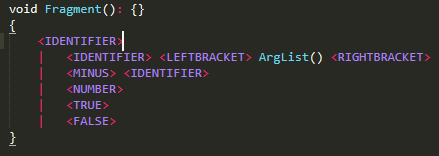 void Fragment(): {}
{
<IDENTIFIER>
| <IDENTIFIER> <LEFTBRACKET> ArgList() <RIGHTBRACKET>
| <MINUS> <IDENTIFIER>
| <NUMBER>
| <TRUE>
| <FALSE>
}